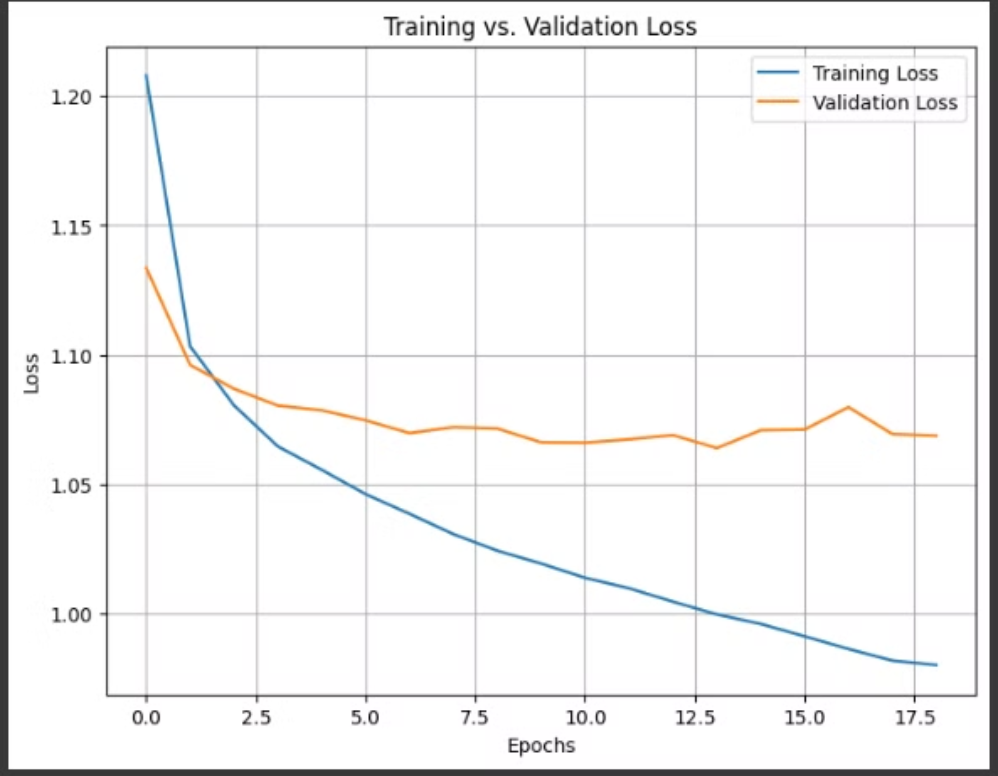 Training vs. Validation Loss
Training Loss
Validation Loss
1.20
1.15
1.10
1.05
1.00
Loss
0.0 2.5 5.0 7.5 10.0 12.5 15.0 17.5
Epochs